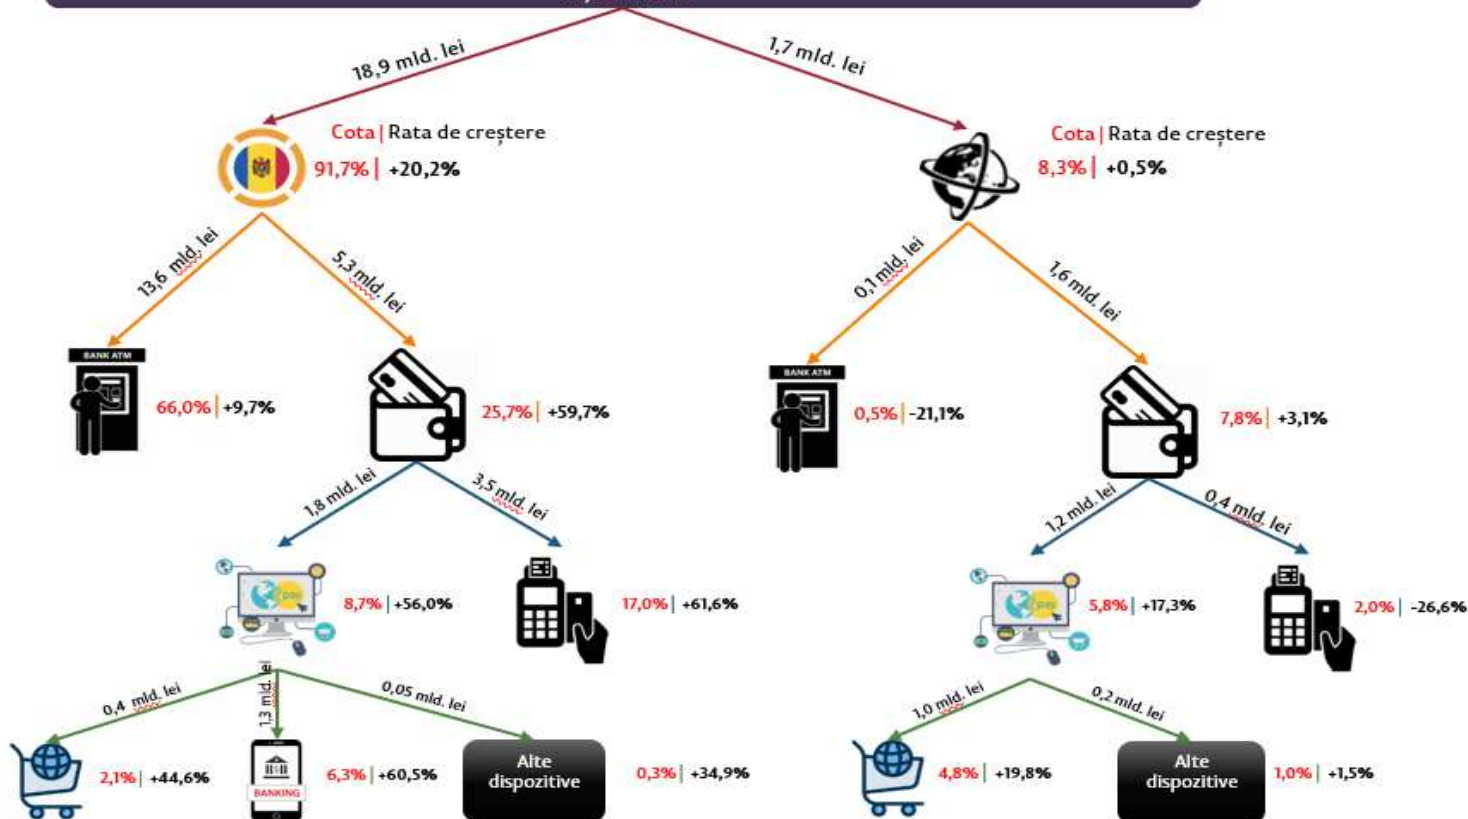 18,9 mld. lei
1,7 mld. lei
Cota | Rata de creștere
91,7% | +20,2%
Cota | Rata de creștere
8,3% | +0,5%
13,6 mld. lei
5,3 mld. lei
0,1 mld. lei
1,6 mld. lei
BANK ATM
66,0% | +9,7%
25,7% | +59,7%
BANK ATM
0,5% | -21,1%
7,8% | +3,1%
1,8 mld. lei
3,5 mld. lei
1,2 mld. lei
0,4 mld. lei
pay
8,7% | +56,0%
17,0% | +61,6%
pay
5,8% | +17,3%
2,0% | -26,6%
0,4 mld. lei
1,3 mld. lei
0,05 mld. lei
1,0 mld. lei
0,2 mld. lei
2,1% | +44,6%
BANKING
6,3% | +60,5%
Alte
dispozitive
0,3% | +34,9%
4,8% | +19,8%
Alte
dispozitive
1,0% | +1,5%